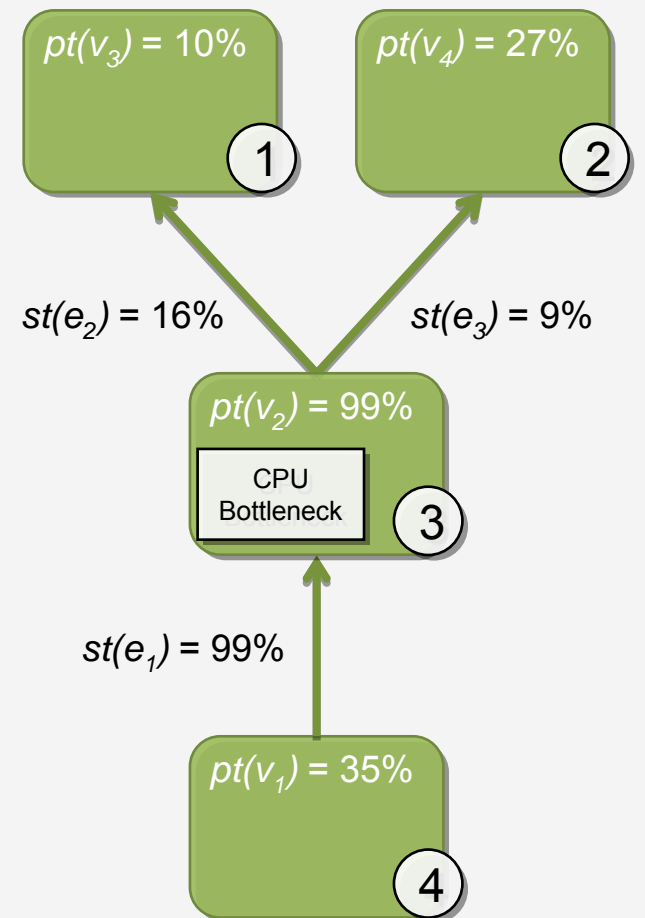 pt(v3) = 10%
pt(v4) = 27%
1
2
st(e2) = 16%
st(e3) = 9%
pt(v2) = 99%
CPU
Bottleneck
3
st(e1) = 99%
pt(v1) = 35%
4